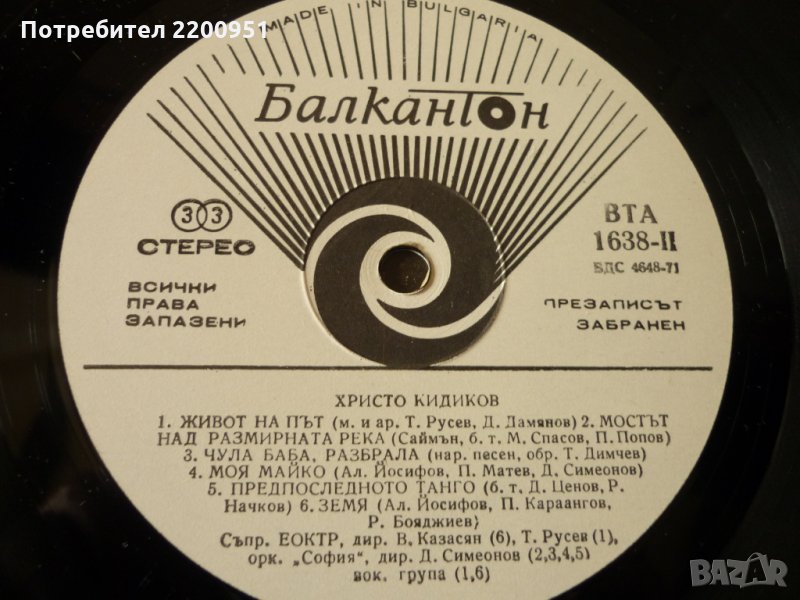 Потребител 2200951
MADE IN BULGARIA
Балкантон
33
СТЕРЕО
ВСИЧКИ
ПРАВА
ЗАПАЗЕНИ
ВТА
1638-II
БДС 4648-71
ПРЕЗАПИСЪТ
ЗАБРАНЕН
ХРИСТО КИДИКОВ
1. ЖИВОТ НА ПЪТ (м. и ар. Т. Русев, Д. Дамянов) 2. МОСТЪТ
НАД РАЗМИРНАТА РЕКА (Саймън, б. т. М. Спасов, П. Попов)
3. ЧУЛА БАБА, РАЗБРАЛА (нар. песен, обр. Т. Димчев)
4. МОЯ МАЙКО (Ал. Йосифов, П. Матев, Д. Симеонов)
5. ПРЕДПОСЛЕДНОТО ТАНГО (б. т. Д. Ценов, Р.
Начков) 6. ЗЕМЯ (Ал. Йосифов, П. Караангов,
Р. Бояджиев)
Съпр. ЕОКТР, дир. В. Казасян (6), Т. Русев (1),
орк. „София", дир. Д. Симеонов (2,3,4,5)
вок. група (1,6)
BAZAR